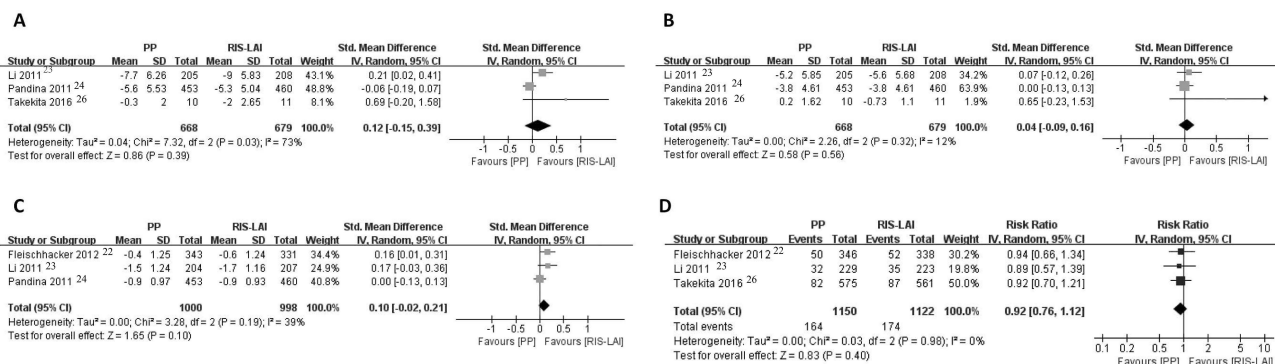 A
PP RIS-LAI Std. Mean Difference Std. Mean Difference
Study or Subgroup Mean SD Total Mean SD Total Weight IV, Random, 95% CI IV, Random, 95% CI
Li 2011 23 -7.7 6.26 205 -9 5.83 208 43.1% 0.21 [0.02, 0.41]
Pandina 2011 24 -5.6 5.53 453 -5.3 5.04 460 48.8% -0.06 [-0.19, 0.07]
Takekita 2016 26 -0.3 2 10 -2 2.65 11 8.1% 0.69 [-0.20, 1.58]
Total (95% CI) 668 679 100.0% 0.12 [-0.15, 0.39]
Heterogeneity: Tau² = 0.04; Chi² = 7.32, df = 2 (P = 0.03); I² = 73%
Test for overall effect: Z = 0.86 (P = 0.39)
-1 -0.5 0 0.5 1
Favours [PP] Favours [RIS-LAI]
B
PP RIS-LAI Std. Mean Difference Std. Mean Difference
Study or Subgroup Mean SD Total Mean SD Total Weight IV, Random, 95% CI IV, Random, 95% CI
Li 2011 23 -5.2 5.85 205 -5.6 5.68 208 34.2% 0.07 [-0.12, 0.26]
Pandina 2011 24 -3.8 4.61 453 -3.8 4.61 460 63.9% 0.00 [-0.13, 0.13]
Takekita 2016 26 0.2 1.62 10 -0.73 1.1 11 1.9% 0.65 [-0.23, 1.53]
Total (95% CI) 668 679 100.0% 0.04 [-0.09, 0.16]
Heterogeneity: Tau² = 0.00; Chi² = 2.26, df = 2 (P = 0.32); I² = 12%
Test for overall effect: Z = 0.58 (P = 0.56)
-1 -0.5 0 0.5 1
Favours [PP] Favours [RIS-LAI]
C
PP RIS-LAI Std. Mean Difference Std. Mean Difference
Study or Subgroup Mean SD Total Mean SD Total Weight IV, Random, 95% CI IV, Random, 95% CI
Fleischhacker 2012 22 -0.4 1.25 343 -0.6 1.24 331 34.4% 0.16 [0.01, 0.31]
Li 2011 23 -1.5 1.24 204 -1.7 1.16 207 24.9% 0.17 [-0.03, 0.36]
Pandina 2011 24 -0.9 0.97 453 -0.9 0.93 460 40.8% 0.00 [-0.13, 0.13]
Total (95% CI) 1000 998 100.0% 0.10 [-0.02, 0.21]
Heterogeneity: Tau² = 0.00; Chi² = 3.28, df = 2 (P = 0.19); I² = 39%
Test for overall effect: Z = 1.65 (P = 0.10)
-1 -0.5 0 0.5 1
Favours [PP] Favours [RIS-LAI]
D
PP RIS-LAI Risk Ratio Risk Ratio
Study or Subgroup Events Total Events Total Weight IV, Random, 95% CI IV, Random, 95% CI
Fleischhacker 2012 22 50 346 52 338 30.2% 0.94 [0.66, 1.34]
Li 2011 23 32 229 35 223 19.8% 0.89 [0.57, 1.39]
Takekita 2016 26 82 575 87 561 50.0% 0.92 [0.70, 1.21]
Total (95% CI) 1150 1122 100.0% 0.92 [0.76, 1.12]
Total events 164 174
Heterogeneity: Tau² = 0.00; Chi² = 0.03, df = 2 (P = 0.98); I² = 0%
Test for overall effect: Z = 0.83 (P = 0.40)
0.1 0.2 0.5 1 2 5 10
Favours [PP] Favours [RIS-LAI]